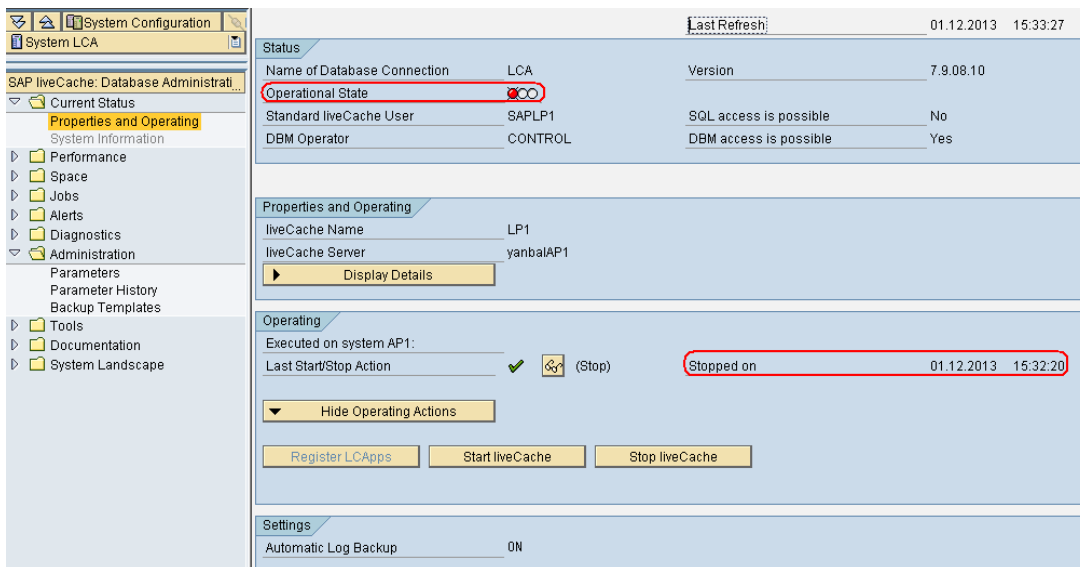 System Configuration
System LCA
SAP liveCache: Database Administrati
Current Status
Properties and Operating
System Information
Performance
Space
Jobs
Alerts
Diagnostics
Administration
Parameters
Parameter History
Backup Templates
Tools
Documentation
System Landscape
Last Refresh 01.12.2013 15:33:27
Status
Name of Database Connection LCA Version 7.9.08.10
Operational State
Standard liveCache User SAPLP1 SQL access is possible No
DBM Operator CONTROL DBM access is possible Yes
Properties and Operating
liveCache Name LP1
liveCache Server yanbalAP1
Display Details
Operating
Executed on system AP1:
Last Start/Stop Action (Stop) Stopped on 01.12.2013 15:32:20
Hide Operating Actions
Register LCApps Start liveCache Stop liveCache
Settings
Automatic Log Backup ON